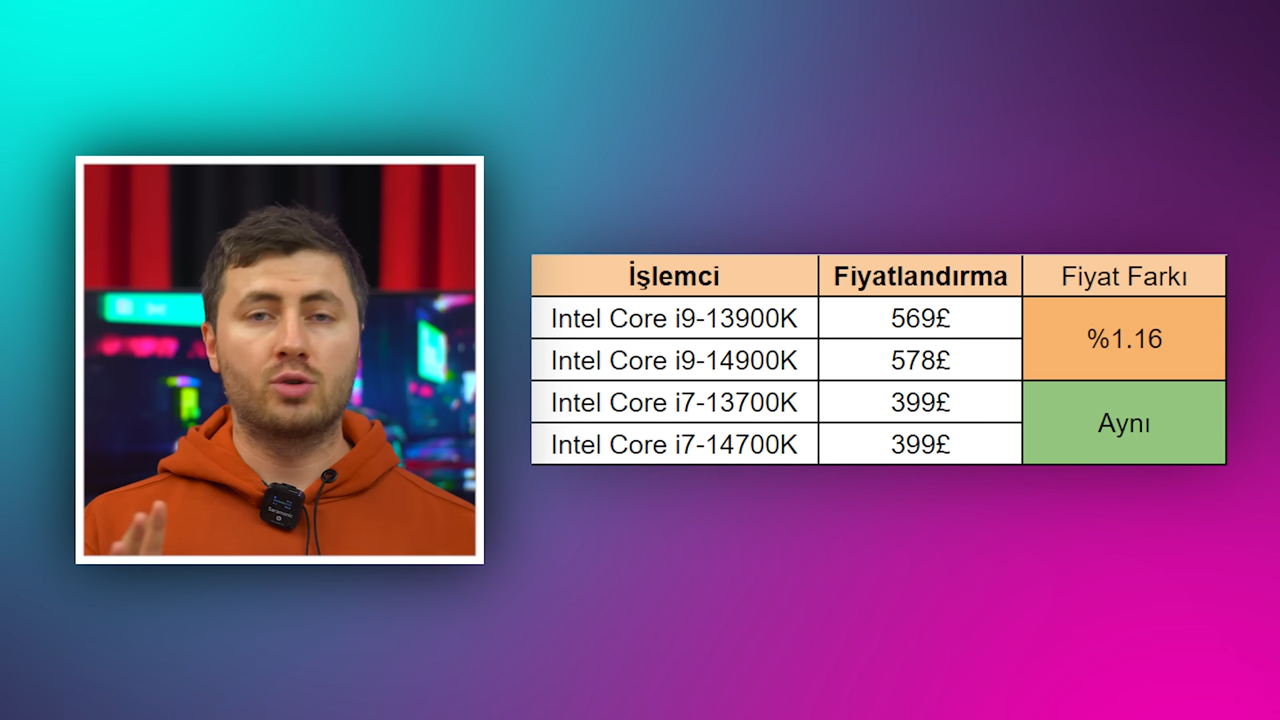 İşlemci Fiyatlandırma Fiyat Farkı
Intel Core i9-13900K 569£
%1.16
Intel Core i9-14900K 578£
Intel Core i7-13700K 399£
Aynı
Intel Core i7-14700K 399£
Saramonic